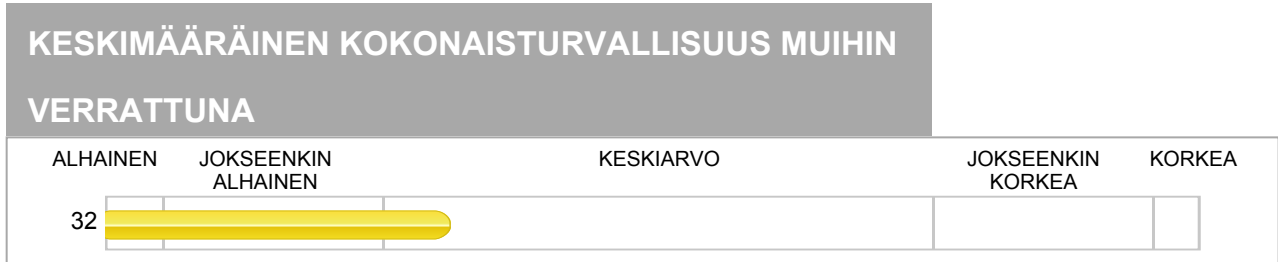 KESKIMÄÄRÄINEN KOKONAISTURVALLISUUS MUIHIN
VERRATTUNA
ALHAINEN
JOKSEENKIN
ALHAINEN
KESKIARVO
JOKSEENKIN
KORKEA
KORKEA
32